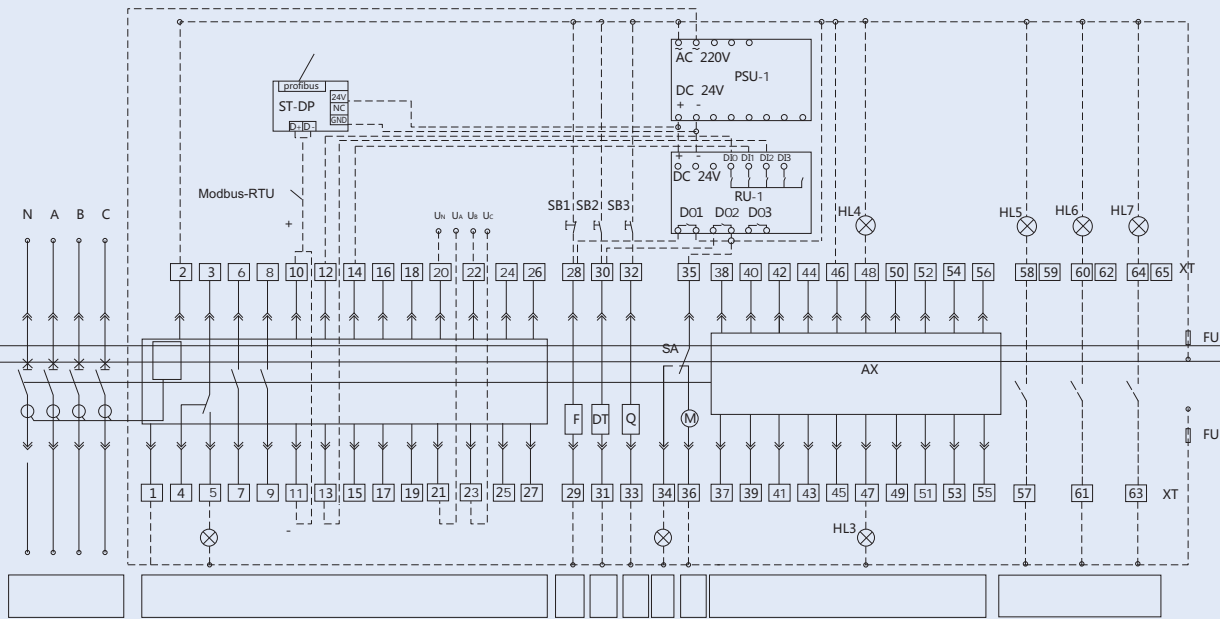 AC 220V
PSU-1
DC 24V
+ -
profibus
ST-DP
24V
NC
GND
D+ D-
+ - DI0 DI1 DI2 DI3
DC 24V
RU-1
DO1 DO2 DO3
Modbus-RTU
+
SB1 SB2 SB3
HL4
HL5 HL6 HL7
N A B C
UN UA UB UC
2 3 6 8 10 12 14 16 18 20 22 24 26 28 30 32 35 38 40 42 44 46 48 50 52 54 56 58 59 60 62 64 65 XT
FU
SA
AX
F DT Q M
FU
1 4 5 7 9 11 13 15 17 19 21 23 25 27 29 31 33 34 36 37 39 41 43 45 47 49 51 53 55 57 61 63 XT
-
HL3